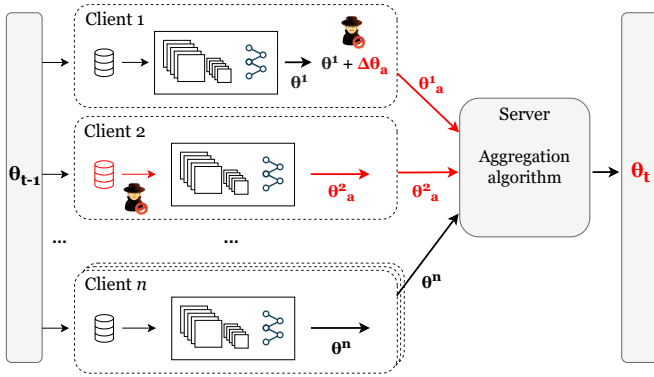 Client 1
θ¹
θ¹ + Δθₐ
θ¹ₐ
Client 2
θ²ₐ
θ²ₐ
θt-1
...
...
Client n
θⁿ
θⁿ
Server
Aggregation
algorithm
θt